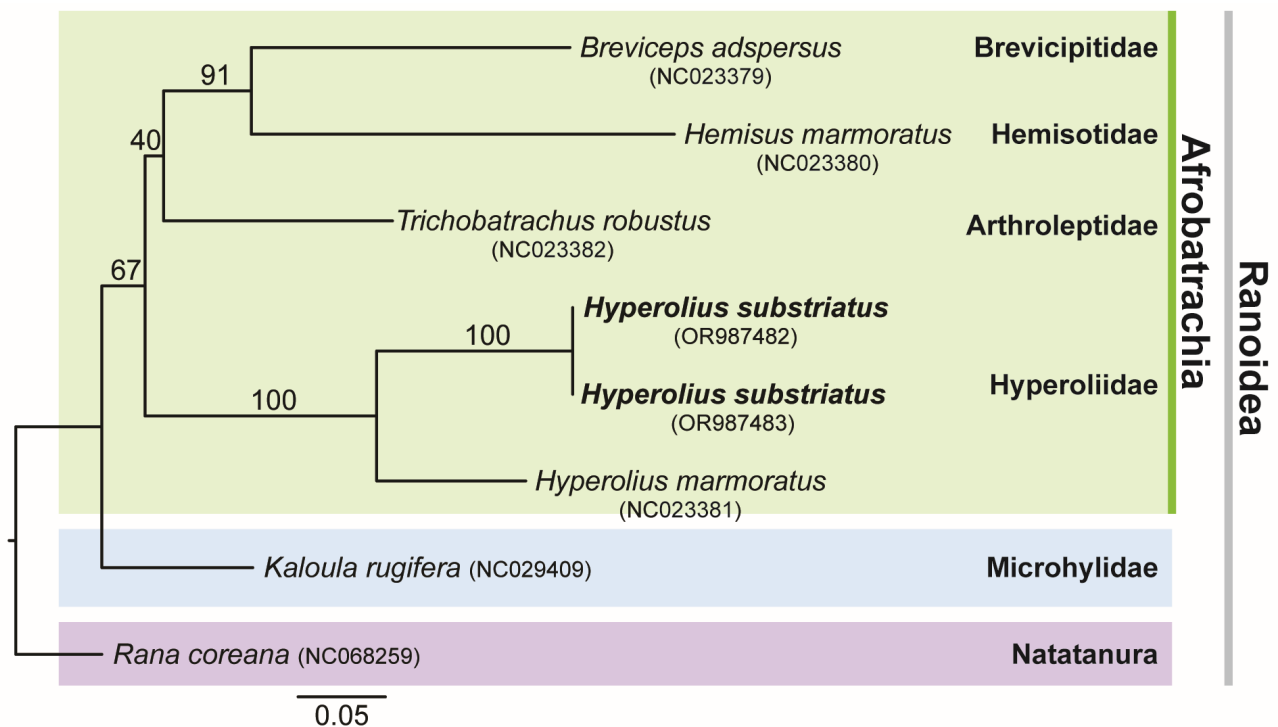 Breviceps adspersus
(NC023379)
Brevicipitidae
91
Hemisus marmoratus
(NC023380)
Hemisotidae
40
Trichobatrachus robustus
(NC023382)
Arthroleptidae
67
Hyperolius substriatus
(OR987482)
100
Hyperolius substriatus
(OR987483)
Hyperoliidae
100
Hyperolius marmoratus
(NC023381)
Afrobatrachia
Ranoidea
Kaloula rugifera (NC029409)
Microhylidae
Rana coreana (NC068259)
Natatanura
0.05